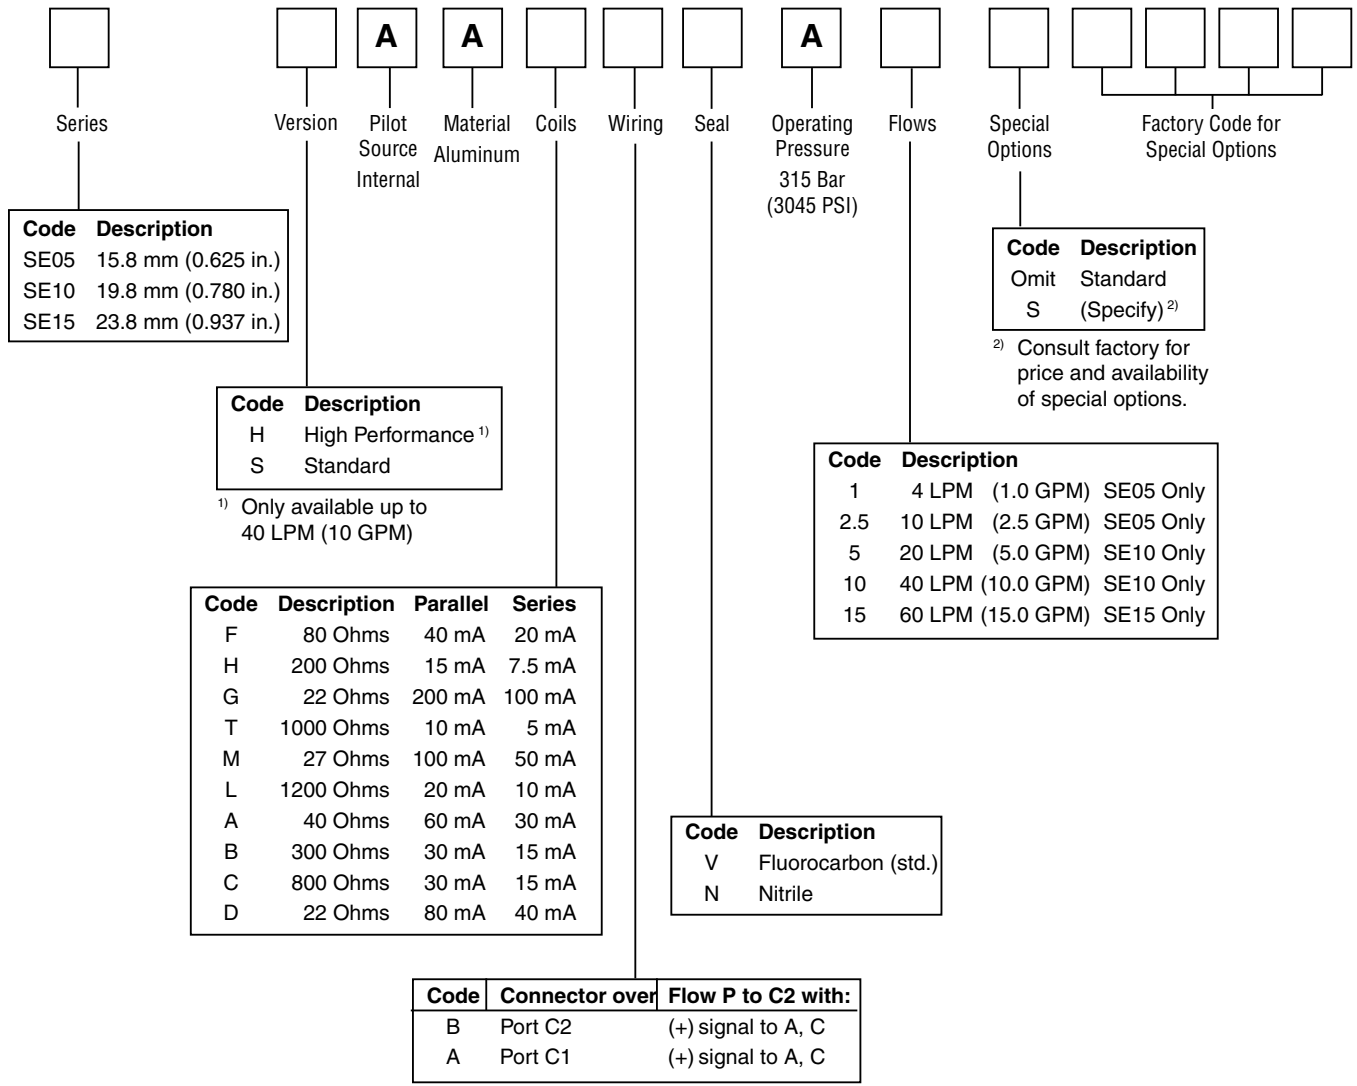 A A A
Series
Version
Pilot
Source
Internal
Material
Aluminum
Coils
Wiring
Seal
Operating
Pressure
315 Bar
(3045 PSI)
Flows
Special
Options
Factory Code for
Special Options
Code Description
SE05 15.8 mm (0.625 in.)
SE10 19.8 mm (0.780 in.)
SE15 23.8 mm (0.937 in.)
Code Description
Omit Standard
S (Specify) 2)
2) Consult factory for
price and availability
of special options.
Code Description
H High Performance 1)
S Standard
1) Only available up to
40 LPM (10 GPM)
Code Description
1 4 LPM (1.0 GPM) SE05 Only
2.5 10 LPM (2.5 GPM) SE05 Only
5 20 LPM (5.0 GPM) SE10 Only
10 40 LPM (10.0 GPM) SE10 Only
15 60 LPM (15.0 GPM) SE15 Only
Code Description Parallel Series
F 80 Ohms 40 mA 20 mA
H 200 Ohms 15 mA 7.5 mA
G 22 Ohms 200 mA 100 mA
T 1000 Ohms 10 mA 5 mA
M 27 Ohms 100 mA 50 mA
L 1200 Ohms 20 mA 10 mA
A 40 Ohms 60 mA 30 mA
B 300 Ohms 30 mA 15 mA
C 800 Ohms 30 mA 15 mA
D 22 Ohms 80 mA 40 mA
Code Description
V Fluorocarbon (std.)
N Nitrile
Code Connector over Flow P to C2 with:
B Port C2 (+) signal to A, C
A Port C1 (+) signal to A, C